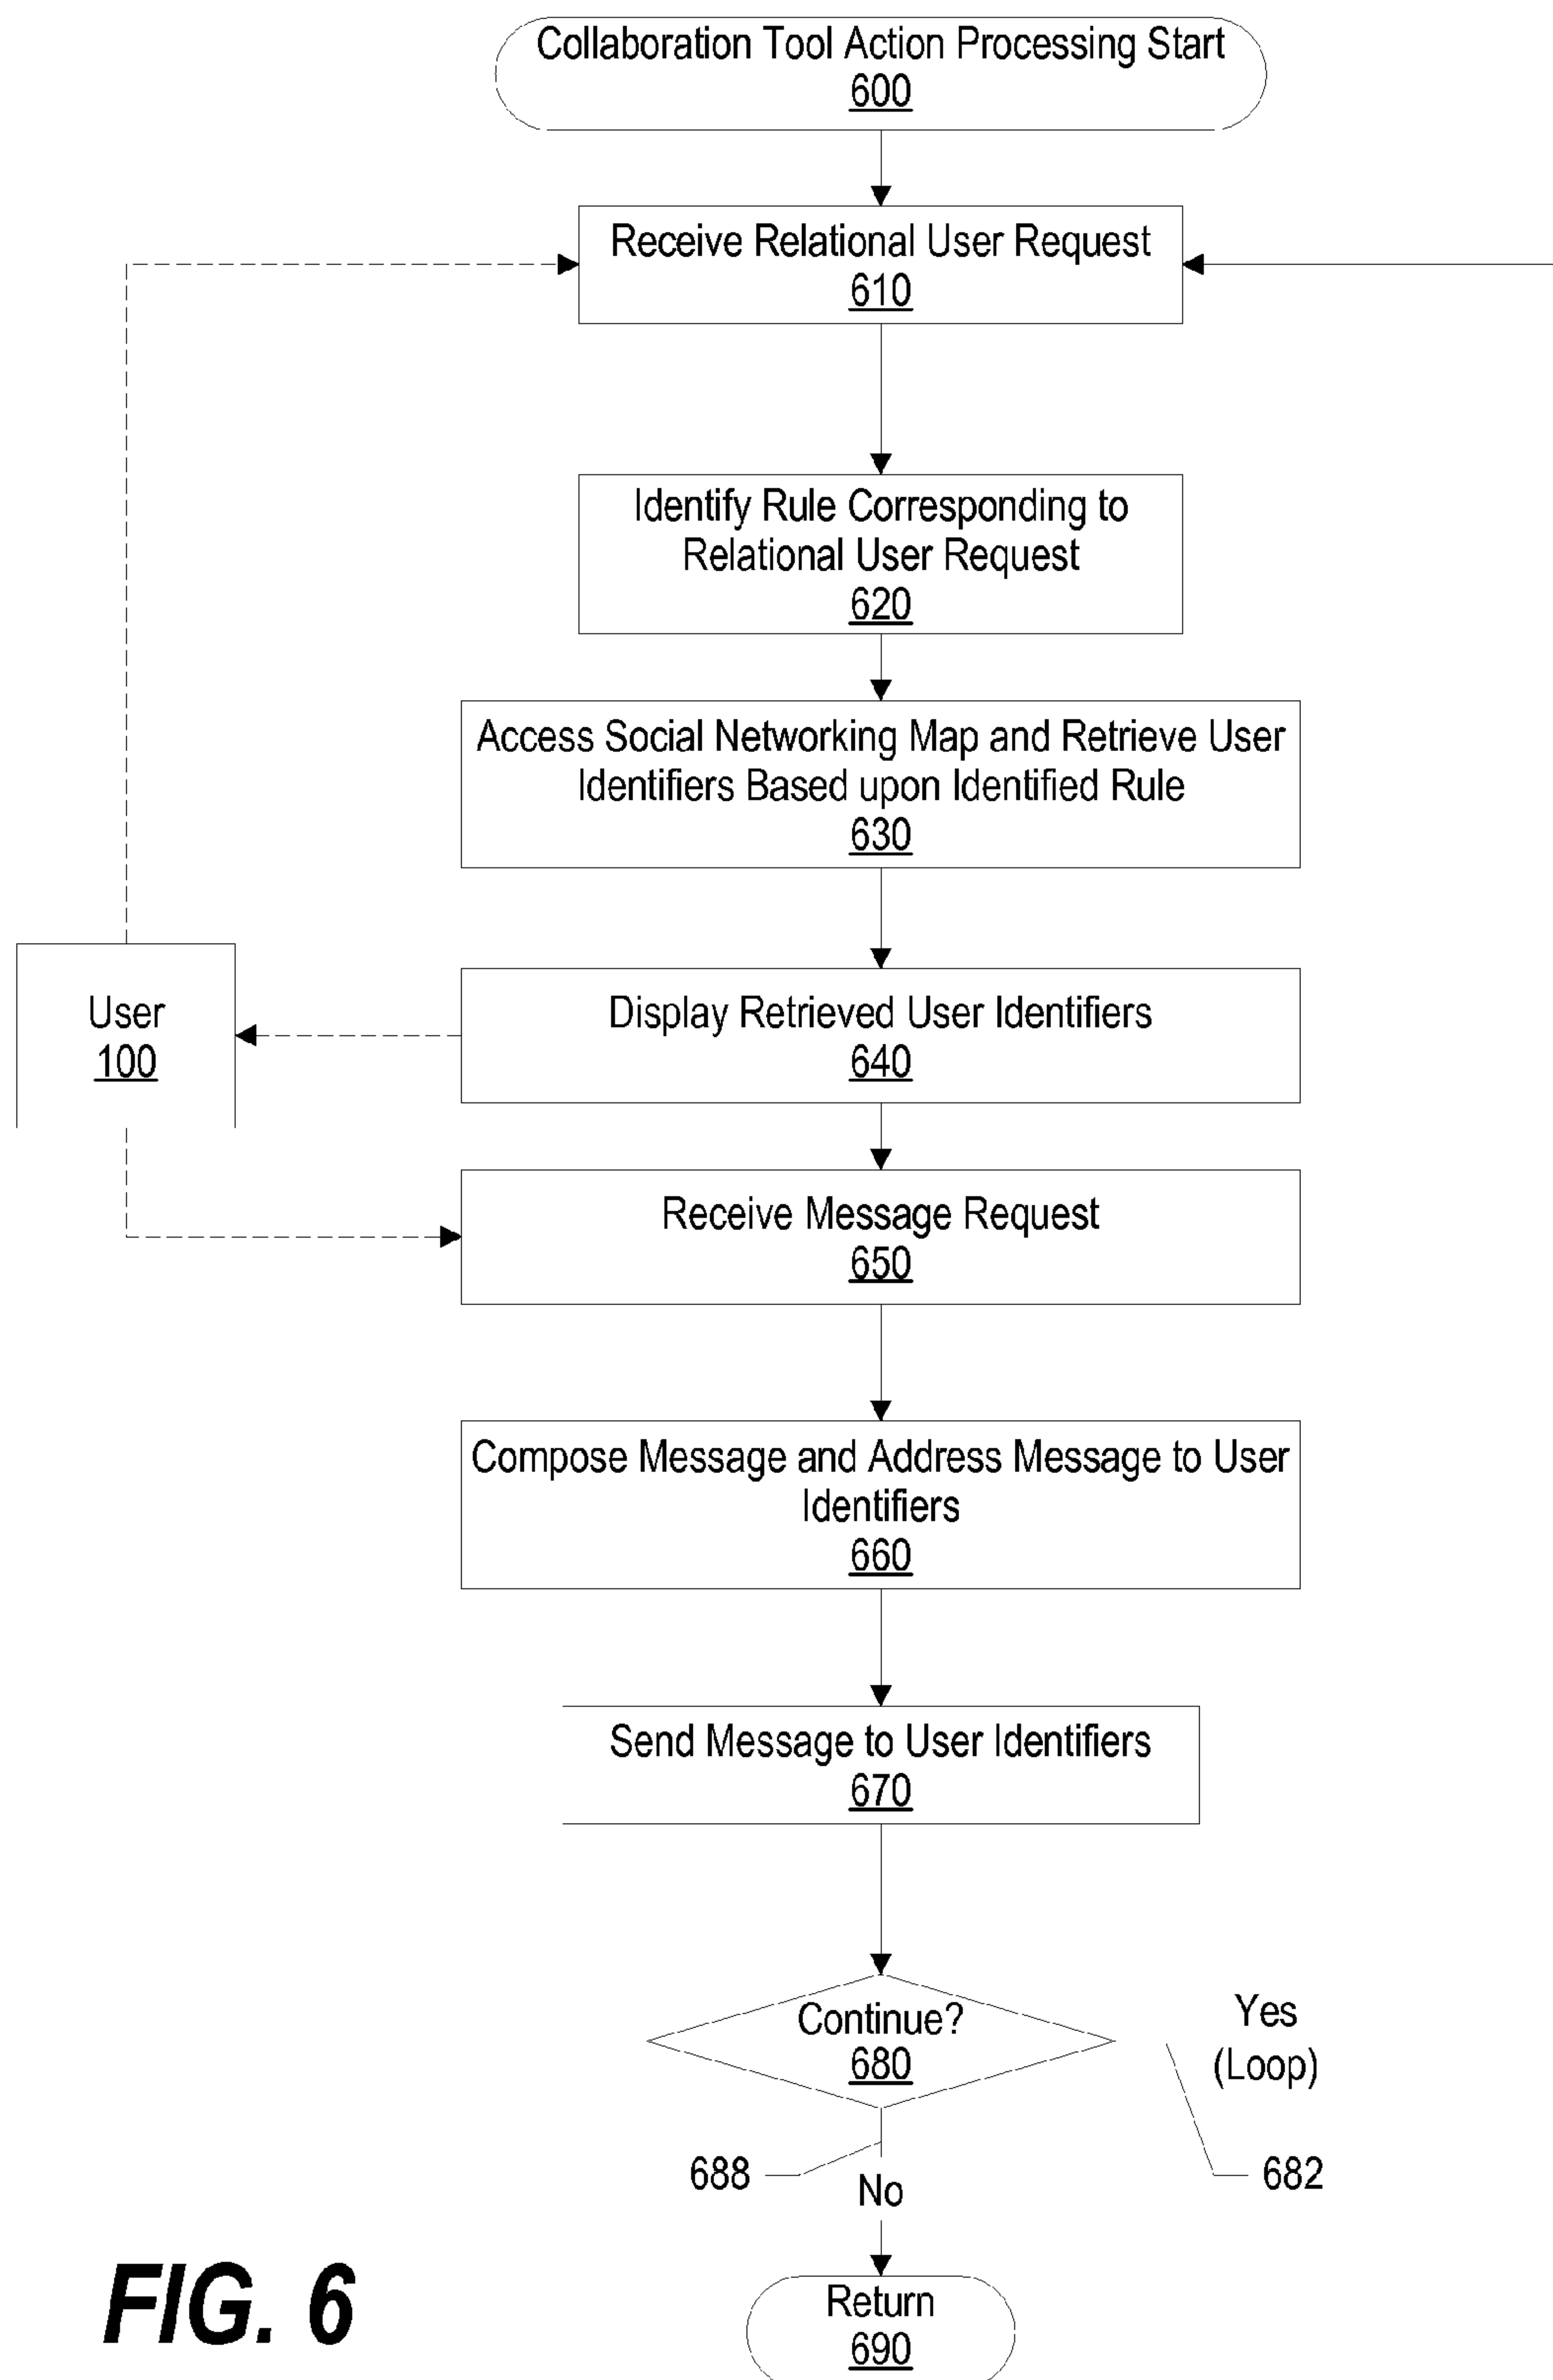 Collaboration Tool Action Processing Start
600
Receive Relational User Request
610
Identify Rule Corresponding to
Relational User Request
620
Access Social Networking Map and Retrieve User
Identifiers Based upon Identified Rule
630
User
100
Display Retrieved User Identifiers
640
Receive Message Request
650
Compose Message and Address Message to User
Identifiers
660
Send Message to User Identifiers
670
Continue?
680
Yes
(Loop)
688
No
682
Return
690
FIG. 6